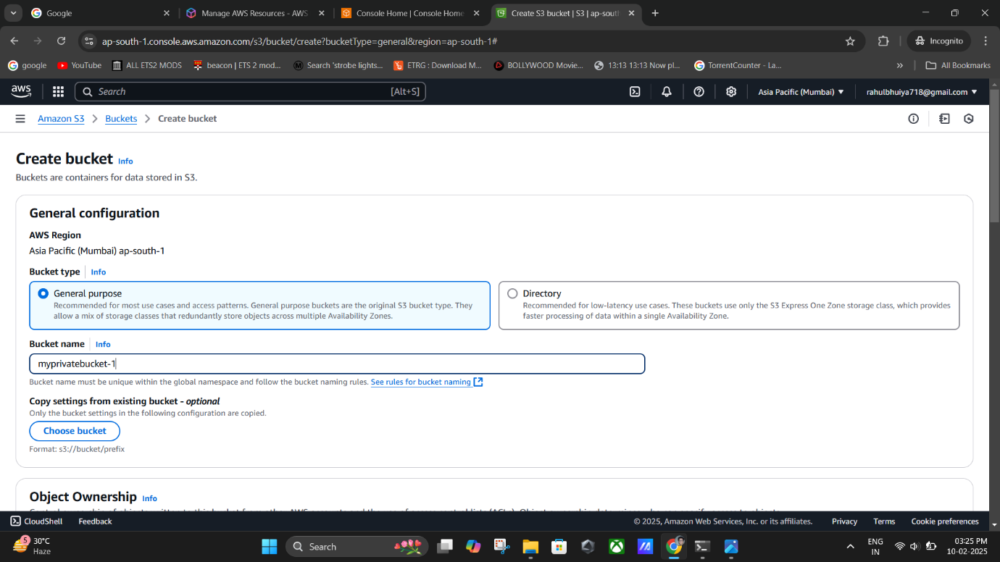 Google
Manage AWS Resources - AWS
Console Home | Console Home
Create S3 bucket | S3 | ap-south
ap-south-1.console.aws.amazon.com/s3/bucket/create?bucketType=general&region=ap-south-1#
Incognito
google
YouTube
ALL ETS2 MODS
beacon | ETS 2 mod...
Search 'strobe lights...
ETRG : Download M...
BOLLYWOOD Movie...
13:13 13:13 Now pl...
TorrentCounter - La...
All Bookmarks
aws
Search
[Alt+S]
Asia Pacific (Mumbai)
rahulbhuiya718@gmail.com
Amazon S3
Buckets
Create bucket
Create bucket Info
Buckets are containers for data stored in S3.
General configuration
AWS Region
Asia Pacific (Mumbai) ap-south-1
Bucket type Info
General purpose
Recommended for most use cases and access patterns. General purpose buckets are the original S3 bucket type. They
allow a mix of storage classes that redundantly store objects across multiple Availability Zones.
Directory
Recommended for low-latency use cases. These buckets use only the S3 Express One Zone storage class, which provides
faster processing of data within a single Availability Zone.
Bucket name Info
myprivatebucket-1
Bucket name must be unique within the global namespace and follow the bucket naming rules. See rules for bucket naming
Copy settings from existing bucket - optional
Only the bucket settings in the following configuration are copied.
Choose bucket
Format: s3://bucket/prefix
Object Ownership Info
CloudShell
Feedback
© 2025, Amazon Web Services, Inc. or its affiliates.
Privacy
Terms
Cookie preferences
5
30°C
Haze
Search
ENG
IN
03:25 PM
10-02-2025